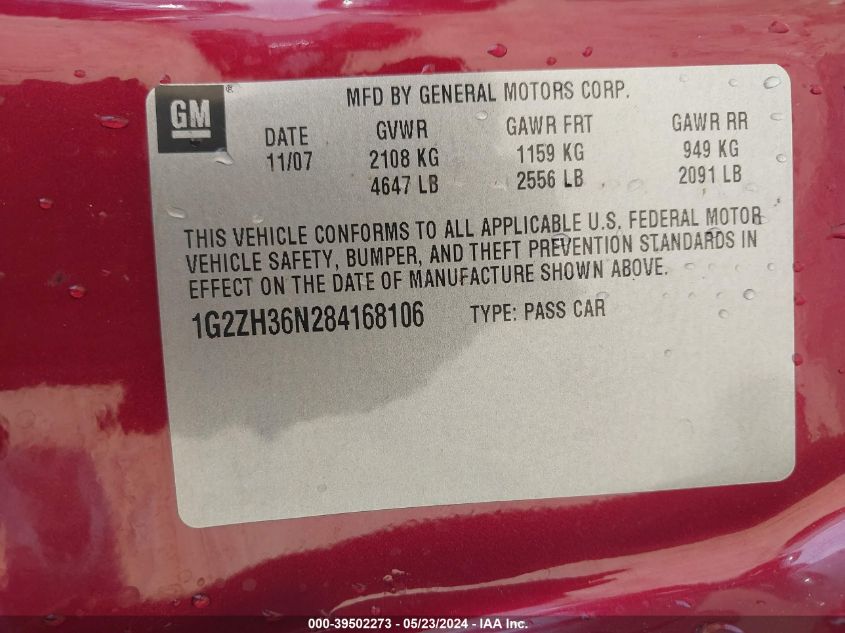 GM®
MFD BY GENERAL MOTORS CORP.
DATE GVWR GAWR FRT GAWR RR
11/07 2108 KG 1159 KG 949 KG
4647 LB 2556 LB 2091 LB
THIS VEHICLE CONFORMS TO ALL APPLICABLE U.S. FEDERAL MOTOR
VEHICLE SAFETY, BUMPER, AND THEFT PREVENTION STANDARDS IN
EFFECT ON THE DATE OF MANUFACTURE SHOWN ABOVE.
1G2ZH36N284168106 TYPE: PASS CAR
000-39502273 - 05/23/2024 - IAA Inc.